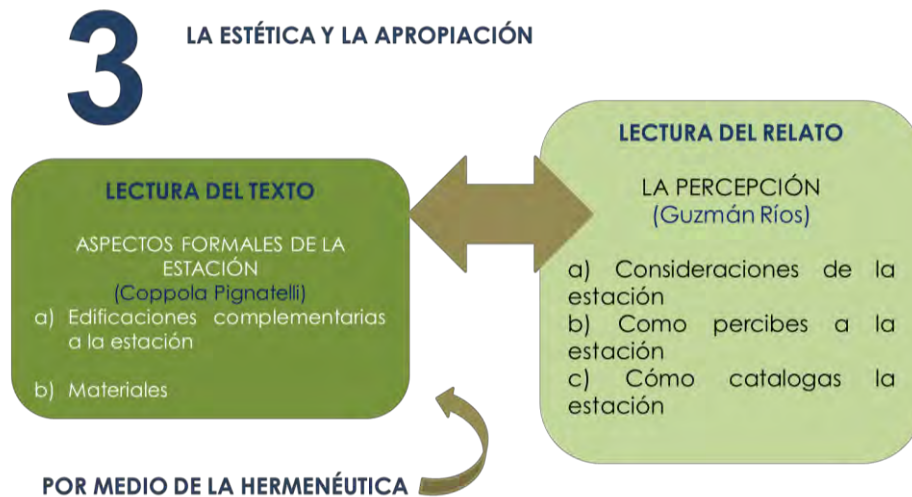 3
LA ESTÉTICA Y LA APROPIACIÓN
LECTURA DEL TEXTO
ASPECTOS FORMALES DE LA
ESTACIÓN
(Coppola Pignatelli)
a) Edificaciones complementarias
a la estación
b) Materiales
LECTURA DEL RELATO
LA PERCEPCIÓN
(Guzmán Ríos)
a) Consideraciones de la
estación
b) Como percibes a la
estación
c) Cómo catalogas la
estación
POR MEDIO DE LA HERMENÉUTICA